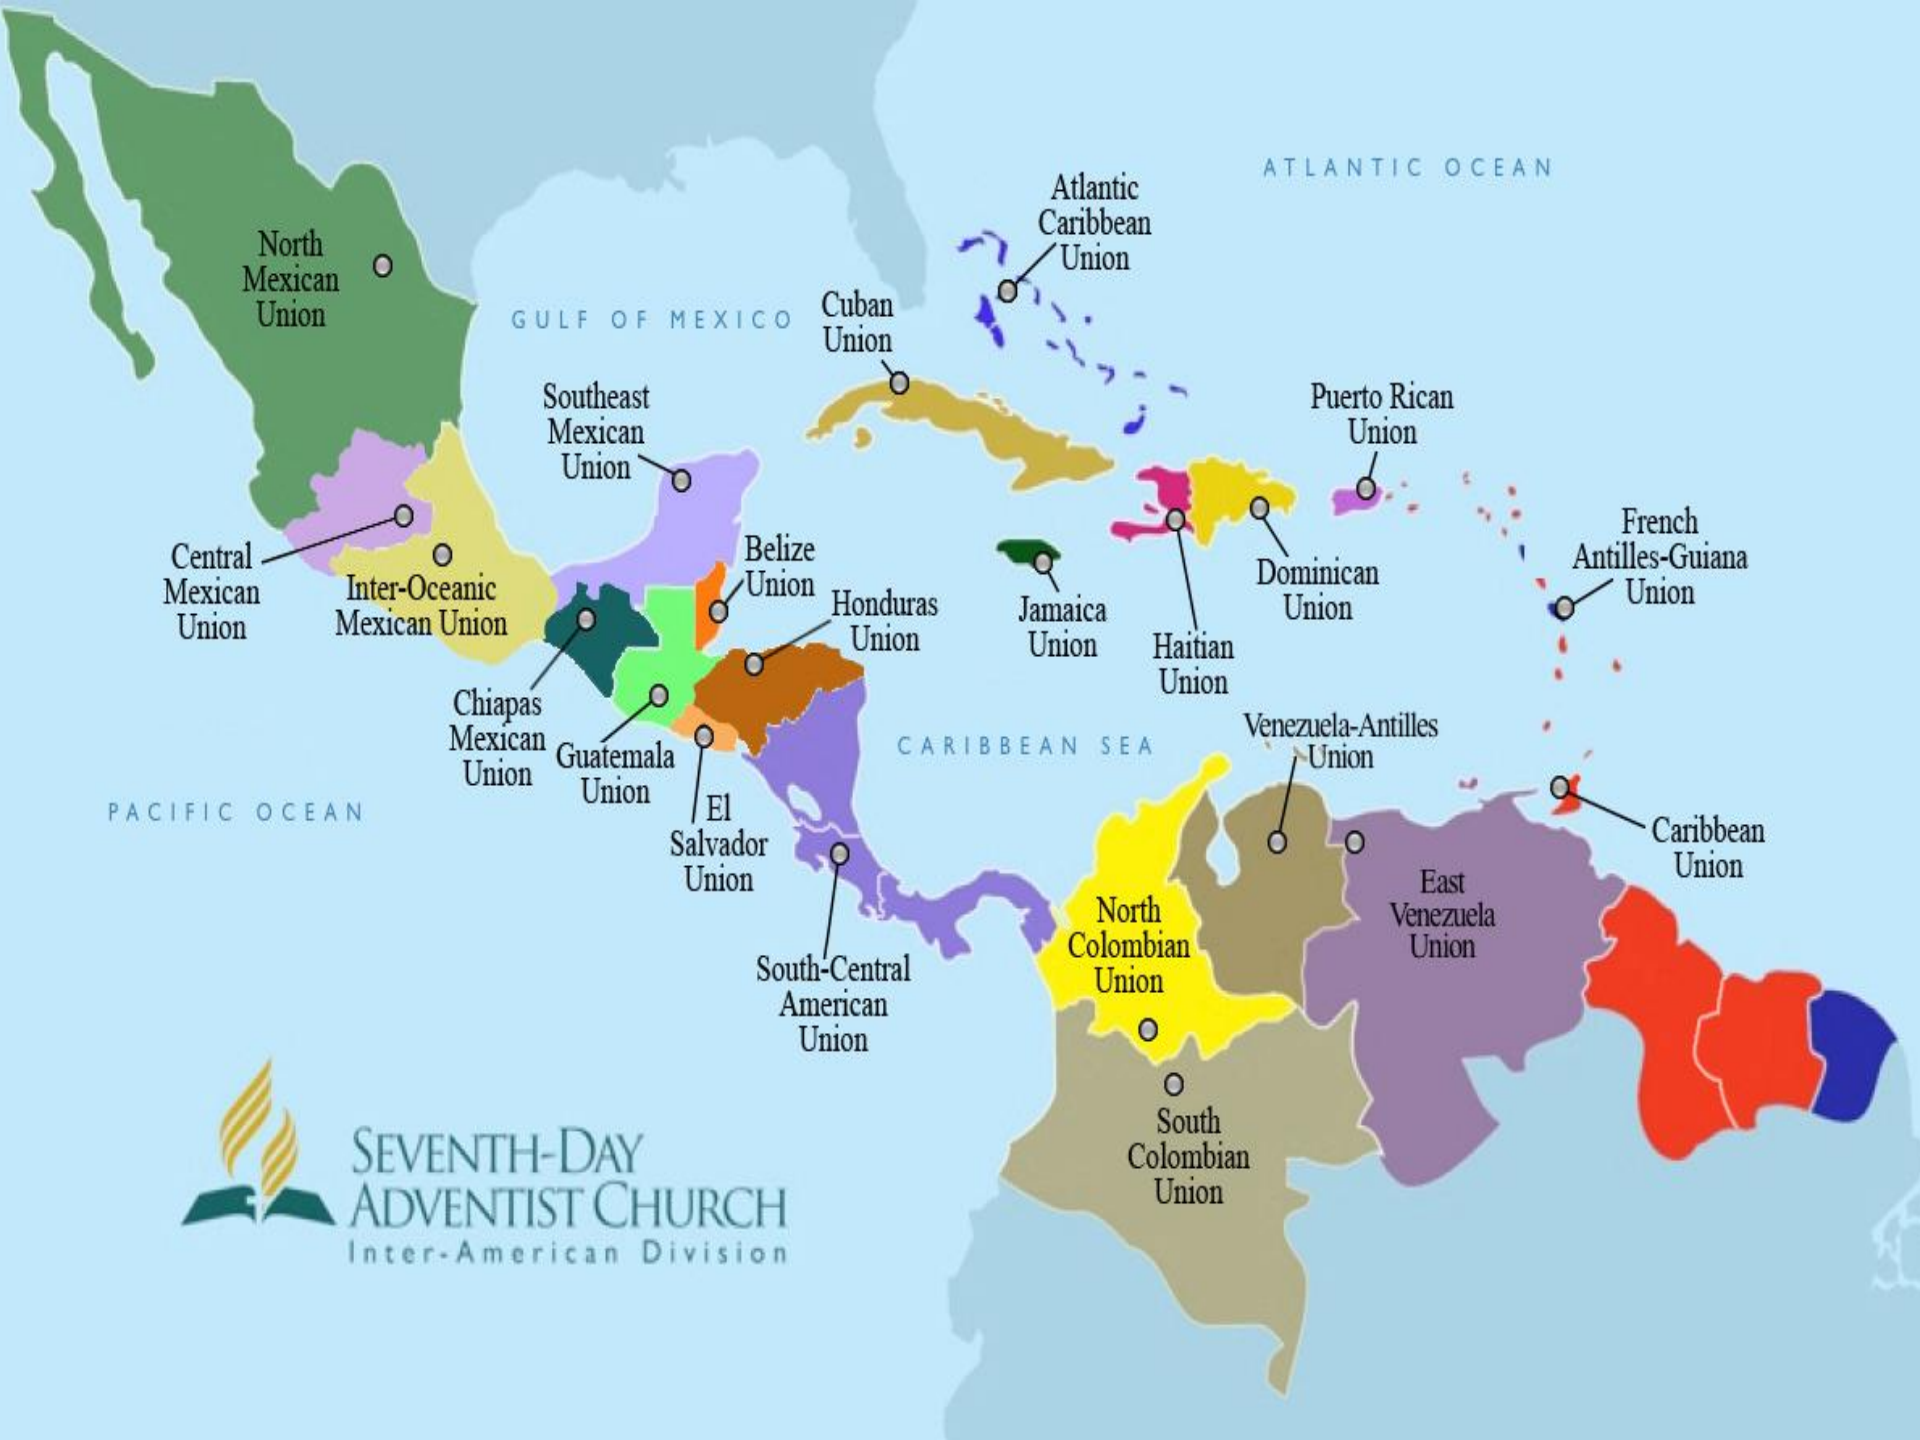 ATLANTIC OCEAN
Atlantic
Caribbean
Union
North
Mexican
Union
GULF OF MEXICO
Cuban
Union
Southeast
Mexican
Union
Puerto Rican
Union
French
Antilles-Guiana
Union
Central
Mexican
Union
Inter-Oceanic
Mexican Union
Belize
Union
Honduras
Union
Jamaica
Union
Haitian
Union
Dominican
Union
Chiapas
Mexican
Union
Guatemala
Union
El
Salvador
Union
CARIBBEAN SEA
Venezuela-Antilles
Union
PACIFIC OCEAN
Caribbean
Union
North
Colombian
Union
East
Venezuela
Union
South-Central
American
Union
South
Colombian
Union
SEVENTH-DAY
ADVENTIST CHURCH
Inter-American Division